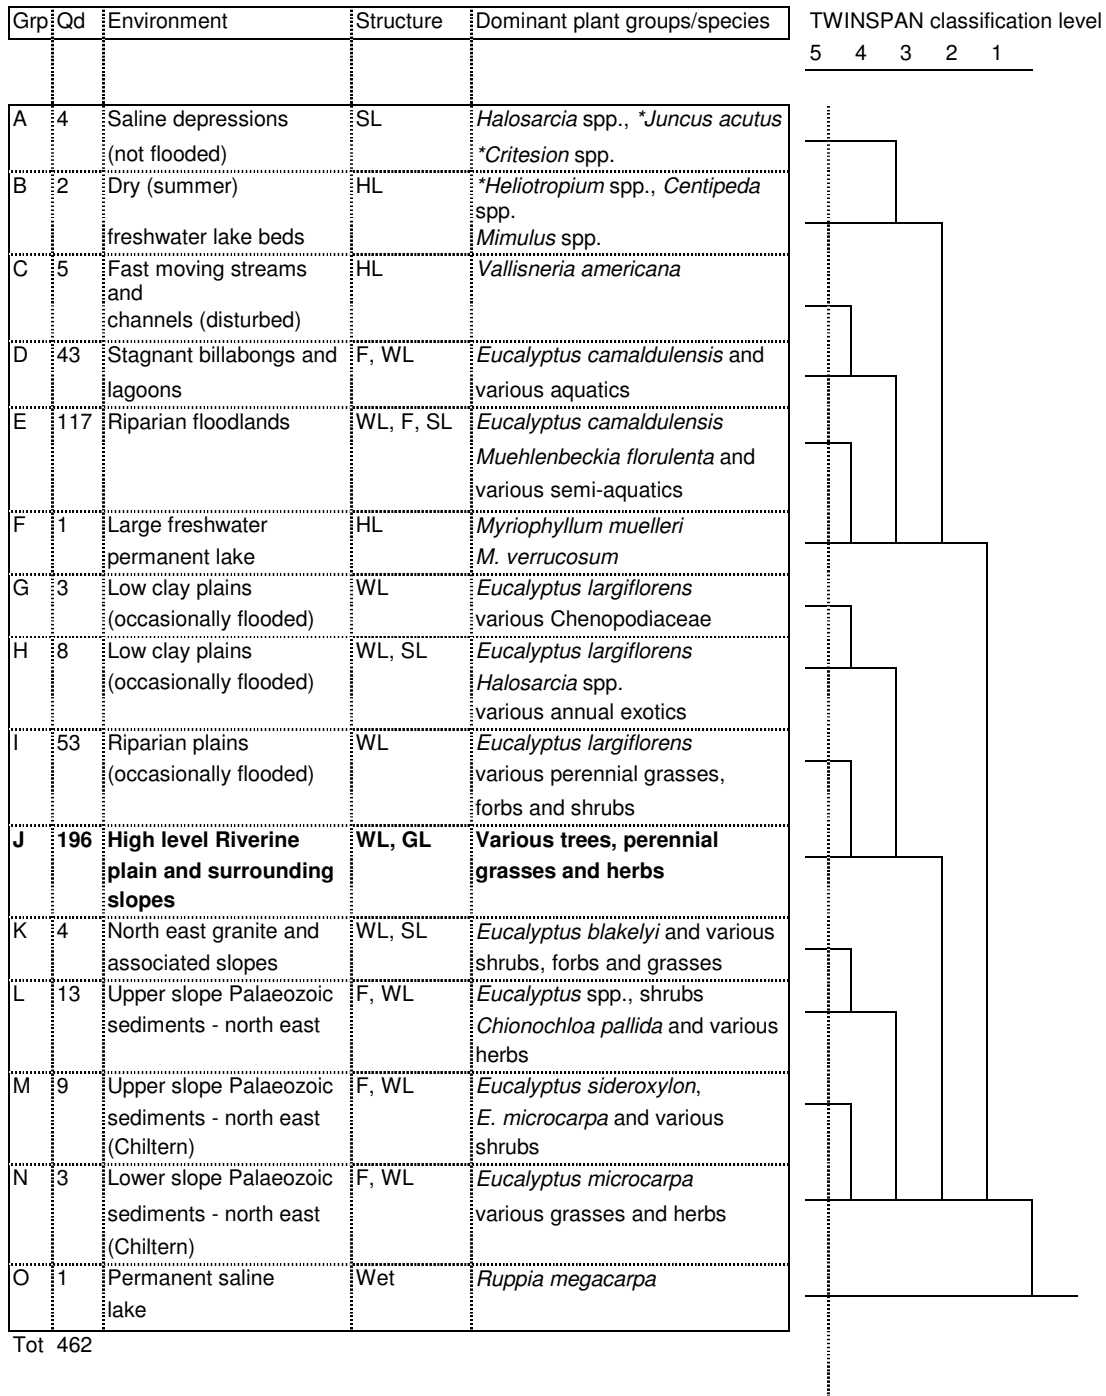 Grp Qd Environment Structure Dominant plant groups/species TWINSPAN classification level
5 4 3 2 1
A 4 Saline depressions SL Halosarcia spp., *Juncus acutus
(not flooded) *Critesion spp.
B 2 Dry (summer) HL *Heliotropium spp., Centipeda
spp.
freshwater lake beds Mimulus spp.
C 5 Fast moving streams HL Vallisneria americana
and
channels (disturbed)
D 43 Stagnant billabongs and F, WL Eucalyptus camaldulensis and
lagoons various aquatics
E 117 Riparian floodlands WL, F, SL Eucalyptus camaldulensis
Muehlenbeckia florulenta and
various semi-aquatics
F 1 Large freshwater HL Myriophyllum muelleri
permanent lake M. verrucosum
G 3 Low clay plains WL Eucalyptus largiflorens
(occasionally flooded) various Chenopodiaceae
H 8 Low clay plains WL, SL Eucalyptus largiflorens
(occasionally flooded) Halosarcia spp.
various annual exotics
I 53 Riparian plains WL Eucalyptus largiflorens
(occasionally flooded) various perennial grasses,
forbs and shrubs
J 196 High level Riverine WL, GL Various trees, perennial
plain and surrounding grasses and herbs
slopes
K 4 North east granite and WL, SL Eucalyptus blakelyi and various
associated slopes shrubs, forbs and grasses
L 13 Upper slope Palaeozoic F, WL Eucalyptus spp., shrubs
sediments - north east Chionochloa pallida and various
herbs
M 9 Upper slope Palaeozoic F, WL Eucalyptus sideroxylon,
sediments - north east E. microcarpa and various
(Chiltern) shrubs
N 3 Lower slope Palaeozoic F, WL Eucalyptus microcarpa
sediments - north east various grasses and herbs
(Chiltern)
O 1 Permanent saline Wet Ruppia megacarpa
lake
Tot 462